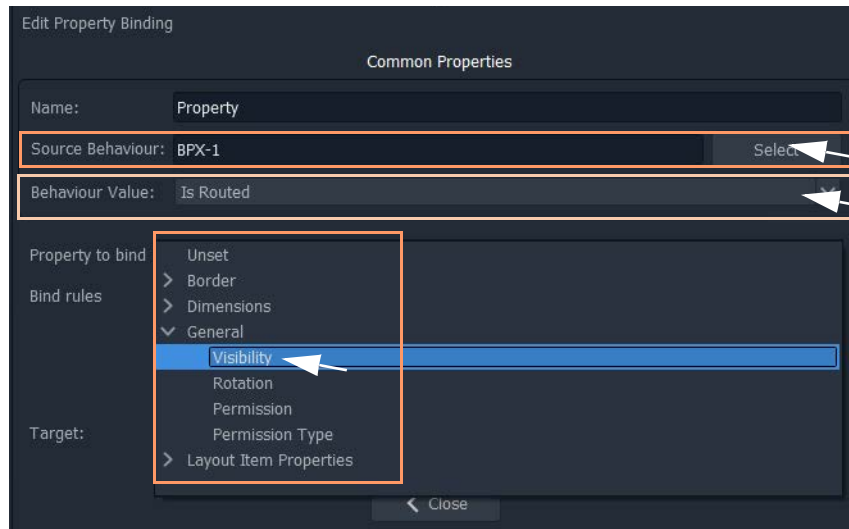 Edit Property Binding
Common Properties
Name: Property
Source Behaviour: BPX-1 Select
Behaviour Value: Is Routed
Property to bind Unset
Border
Bind rules
Dimensions
General
Visibility
Rotation
Permission
Target: Permission Type
Layout Item Properties
Close